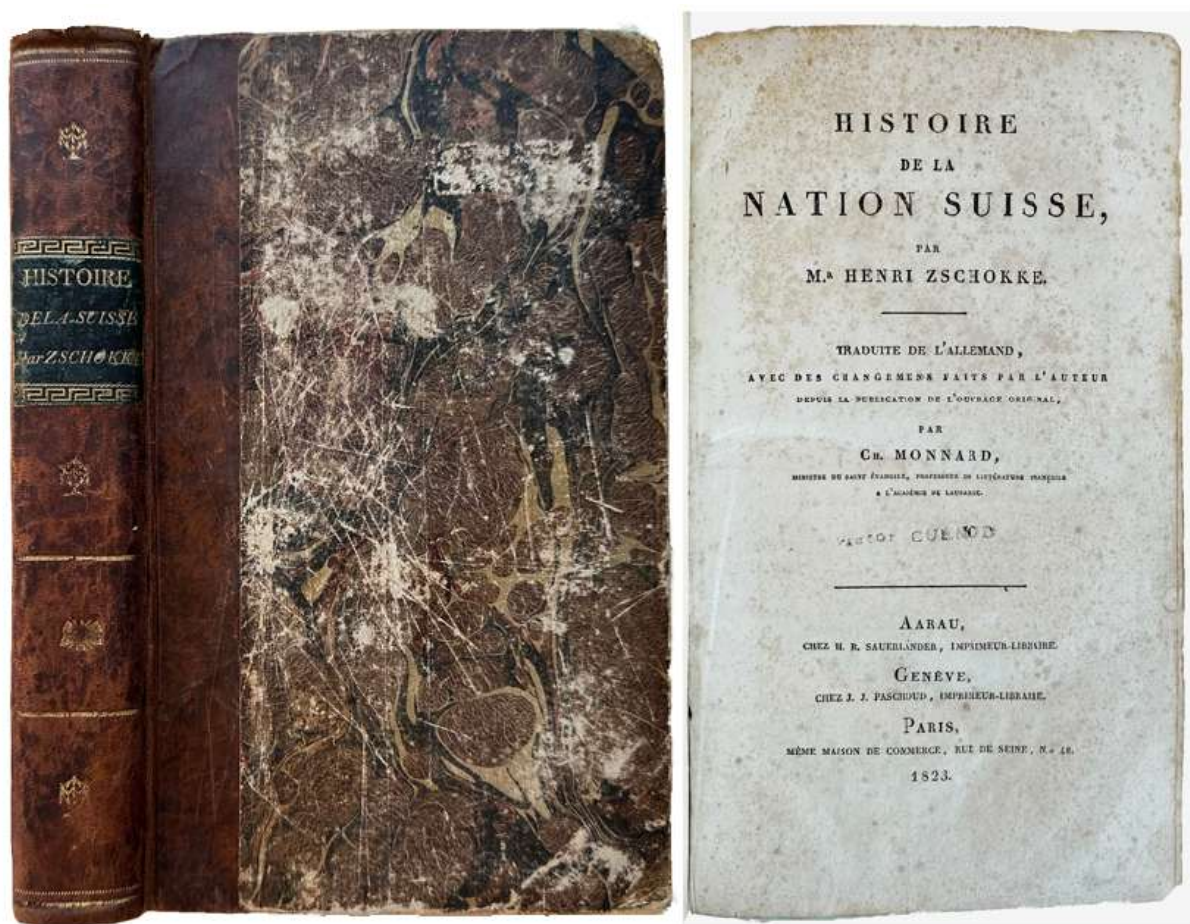 HISTOIRE
DE LA-SUISSE
Par ZSCHOKKE
HISTOIRE
DE LA
NATION SUISSE,
PAR
M.R HENRI ZSCHOKKE.
TRADUITE DE L'ALLEMAND,
AVEC DES CHANGEMENS FAITS PAR L'AUTEUR
DEPUIS LA PUBLICATION DE L'OUVRAGE ORIGINAL,
PAR
CH. MONNARD,
MINISTRE DU SAINT ÉVANGILE, PROFESSEUR DE LITTÉRATURE FRANÇAISE
A L'ACADÉMIE DE LAUSANNE.
Victor CUENOD
AARAU,
CHEZ H. R. SAUERLANDER, IMPRIMEUR-LIBRAIRE.
GENÈVE,
CHEZ J. J. PASCHOUD, IMPRIMEUR-LIBRAIRE.
PARIS,
MÊME MAISON DE COMMERCE, RUE DE SEINE, N.o 48.
1823.